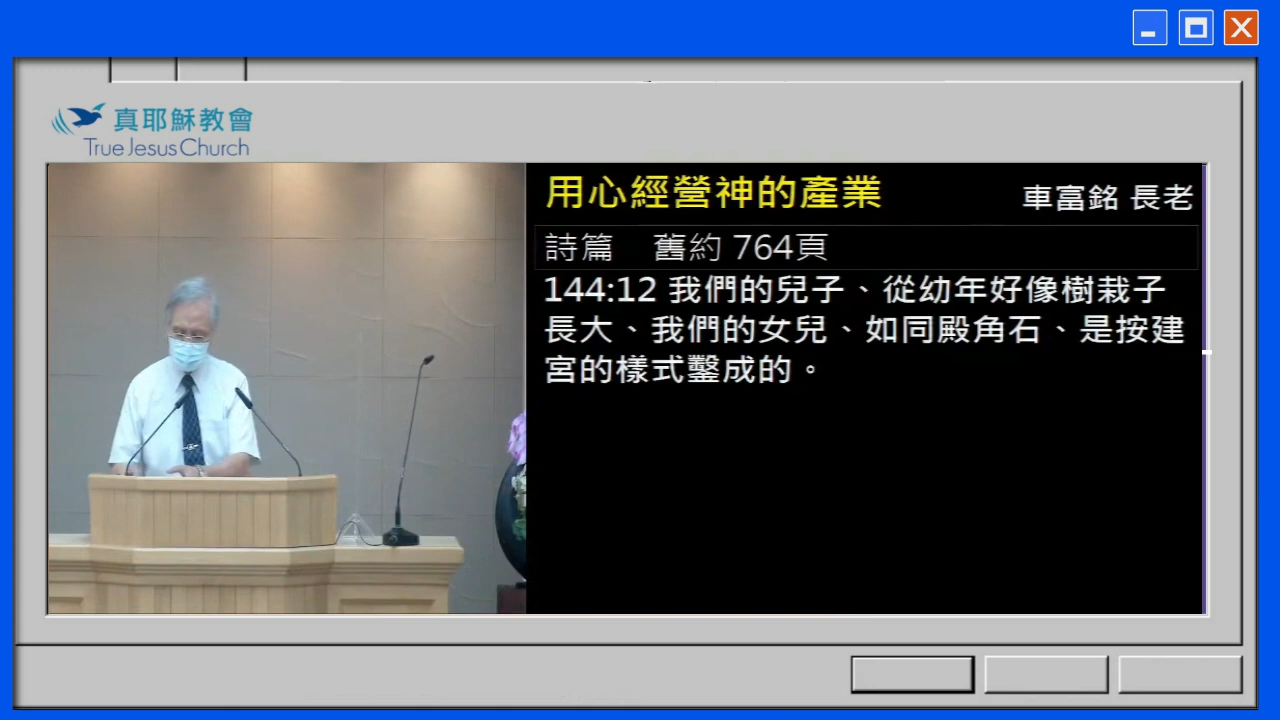 真耶穌教會
True Jesus Church
用心經營神的產業
車富銘 長老
詩篇 舊約 764頁
144:12 我們的兒子、從幼年好像樹栽子
長大、我們的女兒、如同殿角石、是按建
宮的樣式鑿成的。